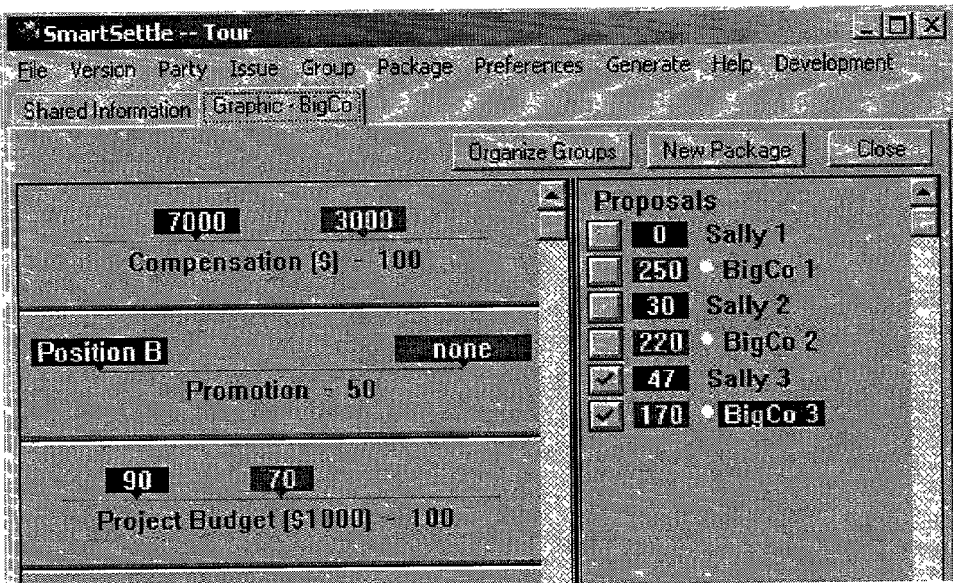 SmartSettle -- Tour
File Version Party Issue Group Package Preferences Generate Help Development
Shared Information Graphic - BigCo
Organize Groups New Package Close
7000 3000
Compensation ($) - 100
Position B none
Promotion - 50
90 70
Project Budget ($1000) - 100
Proposals
0 Sally 1
250 BigCo 1
30 Sally 2
220 BigCo 2
47 Sally 3
170 BigCo 3